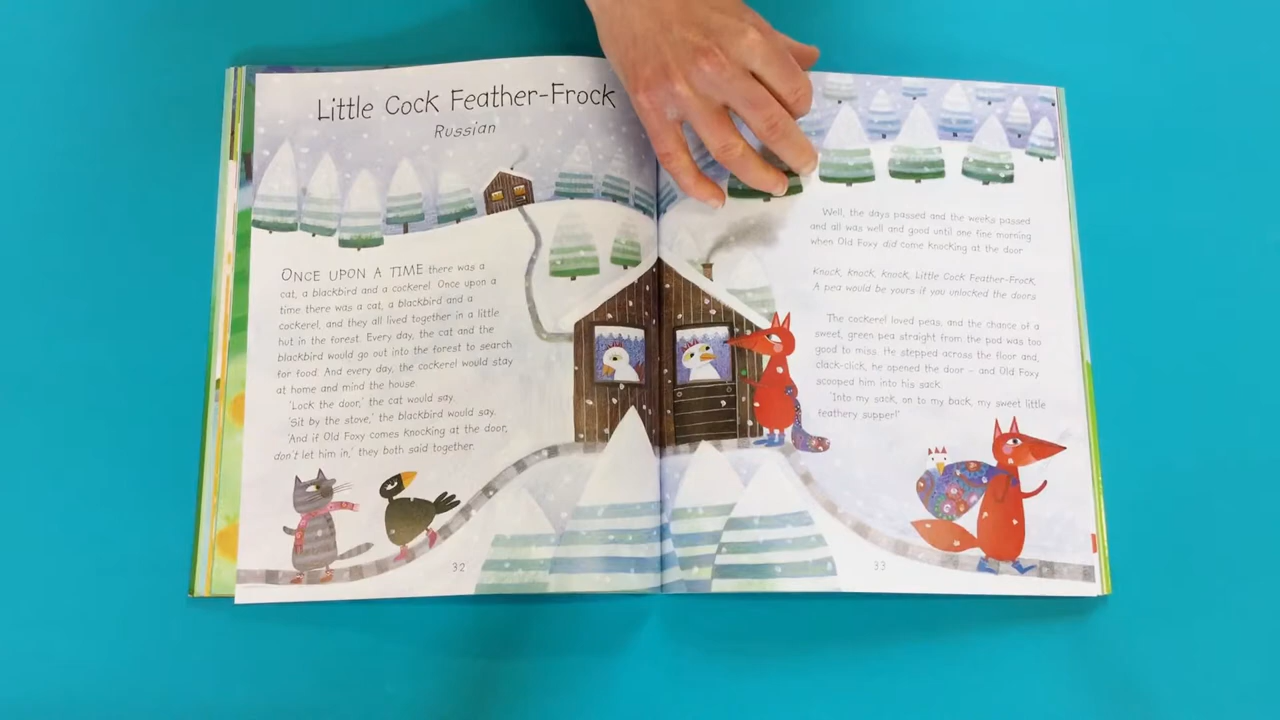 Little Cock Feather-Frock
Russian
ONCE UPON A TIME there was a
cat, a blackbird and a cockerel. Once upon a
time there was a cat, a blackbird and a
cockerel, and they all lived together in a little
hut in the forest. Every day, the cat and the
blackbird would go out into the forest to search
for food. And every day, the cockerel would stay
at home and mind the house.
'Lock the door,' the cat would say.
'Sit by the stove,' the blackbird would say.
'And if Old Foxy comes knocking at the door,
don't let him in,' they both said together.
32
Well, the days passed and the weeks passed
and all was well and good until one fine morning
when Old Foxy did come knocking at the door.
Knock, knock, knock, Little Cock Feather-Frock,
A pea would be yours if you unlocked the doors
The cockerel loved peas, and the chance of a
sweet, green pea straight from the pod was too
good to miss. He stepped across the floor and,
clack-click, he opened the door – and Old Foxy
scooped him into his sack.
'Into my sack, on to my back, my sweet little
feathery supper!'
33